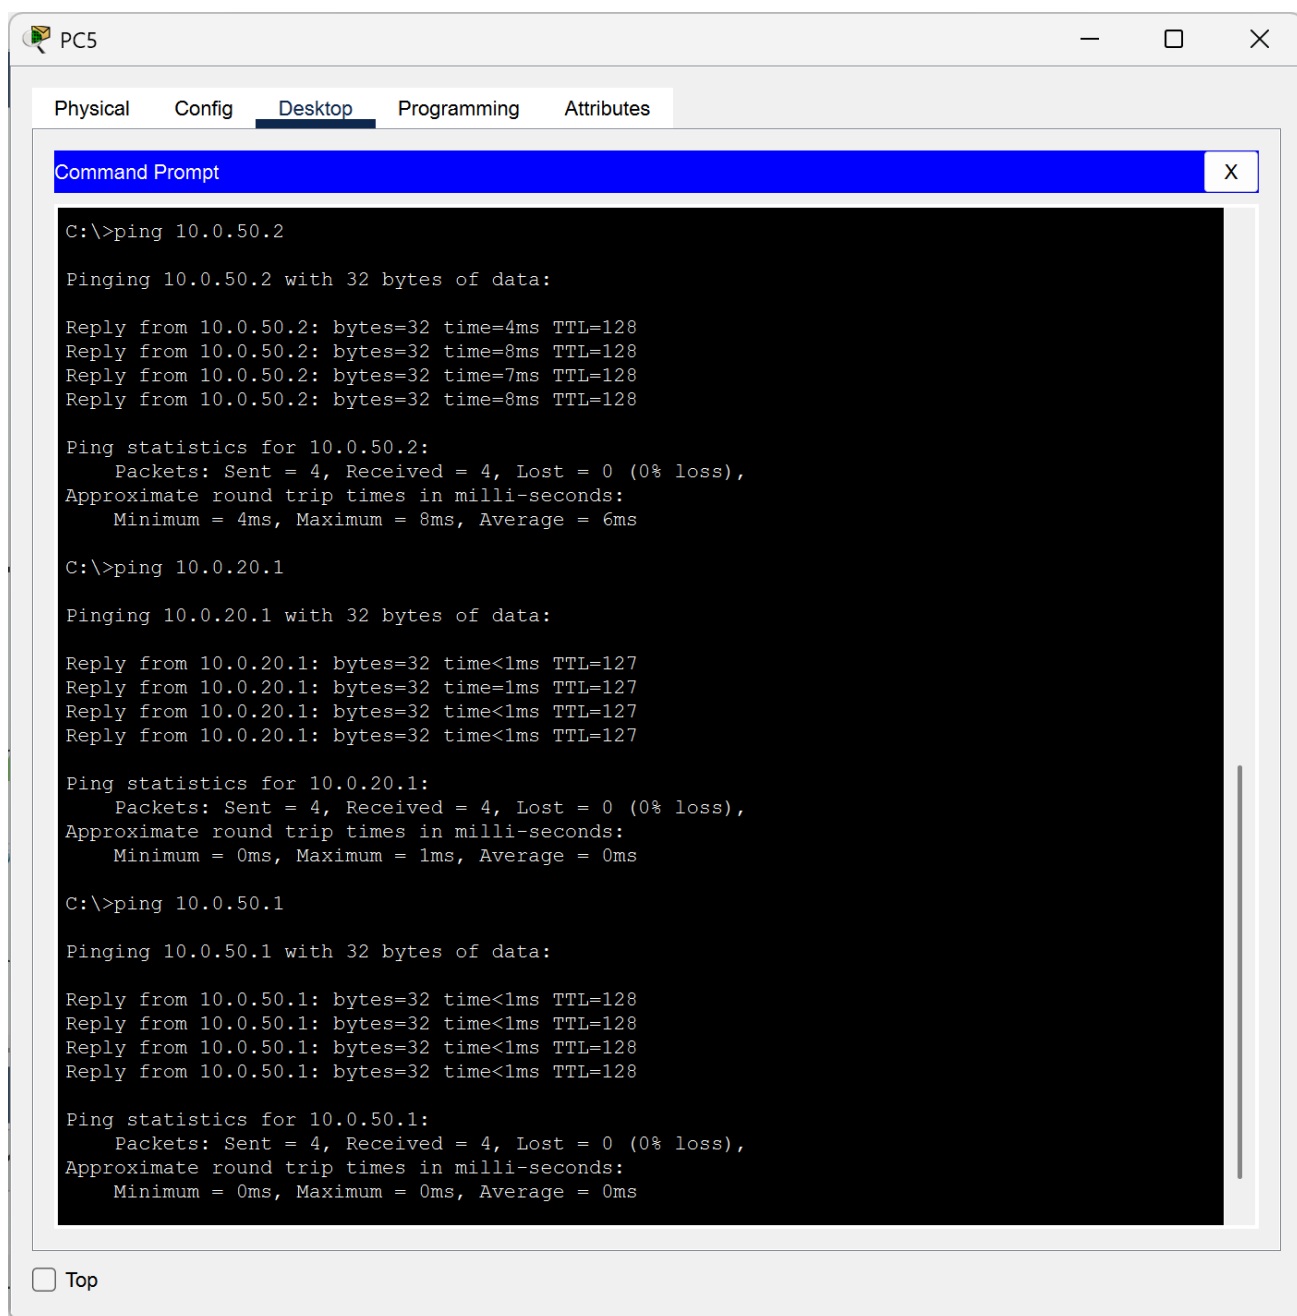 PC5
Physical Config Desktop Programming Attributes
Command Prompt X
C:\>ping 10.0.50.2
Pinging 10.0.50.2 with 32 bytes of data:
Reply from 10.0.50.2: bytes=32 time=4ms TTL=128
Reply from 10.0.50.2: bytes=32 time=8ms TTL=128
Reply from 10.0.50.2: bytes=32 time=7ms TTL=128
Reply from 10.0.50.2: bytes=32 time=8ms TTL=128
Ping statistics for 10.0.50.2:
    Packets: Sent = 4, Received = 4, Lost = 0 (0% loss),
Approximate round trip times in milli-seconds:
    Minimum = 4ms, Maximum = 8ms, Average = 6ms
C:\>ping 10.0.20.1
Pinging 10.0.20.1 with 32 bytes of data:
Reply from 10.0.20.1: bytes=32 time<1ms TTL=127
Reply from 10.0.20.1: bytes=32 time=1ms TTL=127
Reply from 10.0.20.1: bytes=32 time<1ms TTL=127
Reply from 10.0.20.1: bytes=32 time<1ms TTL=127
Ping statistics for 10.0.20.1:
    Packets: Sent = 4, Received = 4, Lost = 0 (0% loss),
Approximate round trip times in milli-seconds:
    Minimum = 0ms, Maximum = 1ms, Average = 0ms
C:\>ping 10.0.50.1
Pinging 10.0.50.1 with 32 bytes of data:
Reply from 10.0.50.1: bytes=32 time<1ms TTL=128
Reply from 10.0.50.1: bytes=32 time<1ms TTL=128
Reply from 10.0.50.1: bytes=32 time<1ms TTL=128
Reply from 10.0.50.1: bytes=32 time<1ms TTL=128
Ping statistics for 10.0.50.1:
    Packets: Sent = 4, Received = 4, Lost = 0 (0% loss),
Approximate round trip times in milli-seconds:
    Minimum = 0ms, Maximum = 0ms, Average = 0ms
Top